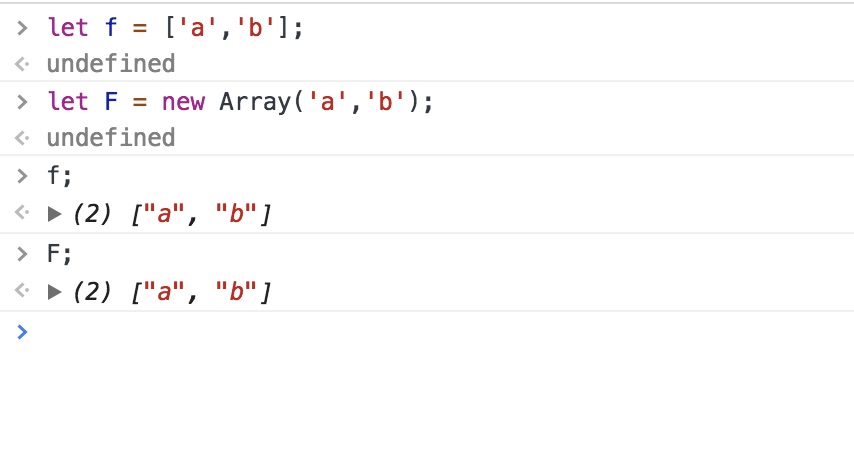 > let f = ['a','b'];
undefined
> let F = new Array('a','b');
undefined
> f;
▶ (2) ["a", "b"]
> F;
▶ (2) ["a", "b"]
>